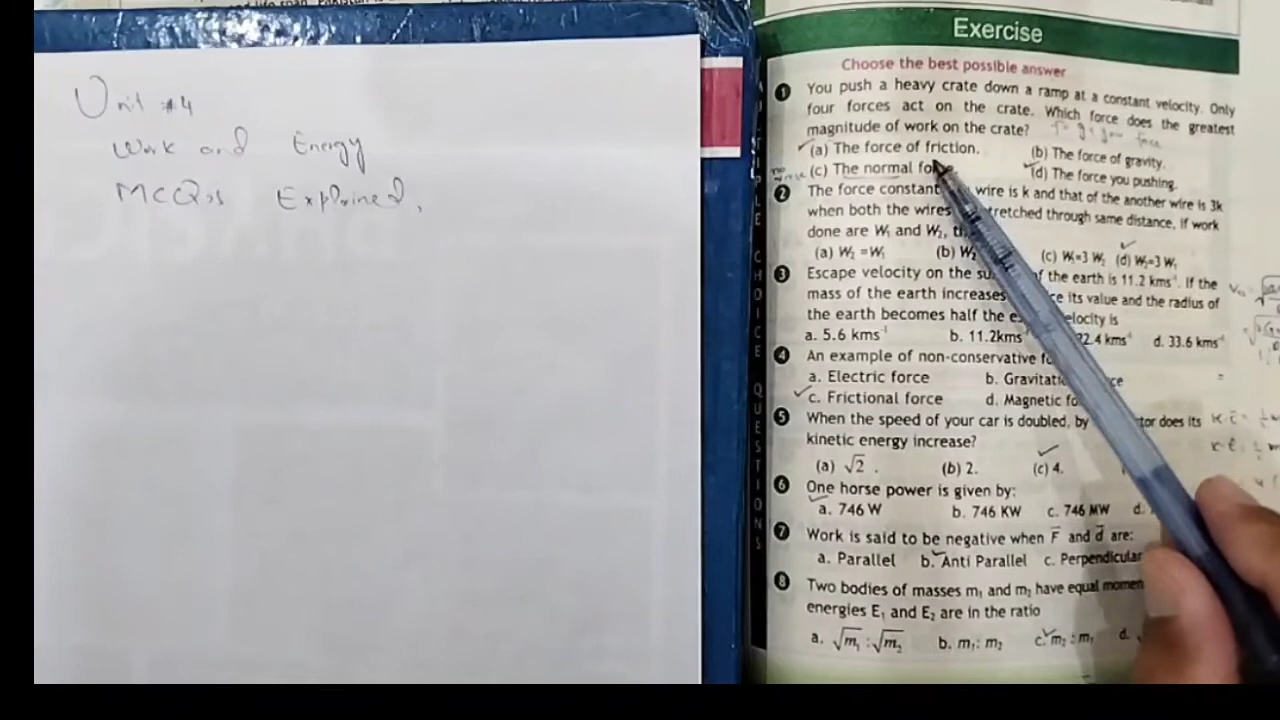 Unit #4
Work and Energy
MCQ,s Explained.
Exercise
Choose the best possible answer
1 You push a heavy crate down a ramp at a constant velocity. Only
four forces act on the crate. Which force does the greatest
magnitude of work on the crate?
(a) The force of friction. (b) The force of gravity.
(c) The normal (d) The force you pushing.
2 The force constant wire is k and that of the another wire is 3k
when both the wires stretched through same distance, if work
done are W₁ and W₂,
(a) W₂ =W₁ (b) (c) W₁=3 W₂ (d) W₂=3 W₁
3 Escape velocity on the of the earth is 11.2 kms⁻¹. If the
mass of the earth increases its value and the radius of
the earth becomes half the
a. 5.6 kms⁻¹ b. 11.2kms⁻¹ 22.4 kms⁻¹ d. 33.6 kms⁻¹
4 An example of non-conservative
a. Electric force b.
c. Frictional force d. Magnetic
5 When the speed of your car is doubled, by does its
kinetic energy increase?
(a) √2 . (b) 2. (c) 4.
6 One horse power is given by:
a. 746 W b. 746 KW c. 746 MW d.
7 Work is said to be negative when F and d are:
a. Parallel b. Anti Parallel c. Perpendicular
8 Two bodies of masses m₁ and m₂ have equal
energies E₁ and E₂ are in the ratio
a. √m₁ : √m₂ b. m₁: m₂ c. m₂ : m₁ d.